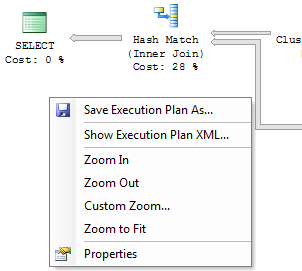 SELECT
Cost: 0 %
Hash Match
(Inner Join)
Cost: 28 %
Clus
Save Execution Plan As...
Show Execution Plan XML...
Zoom In
Zoom Out
Custom Zoom...
Zoom to Fit
Properties